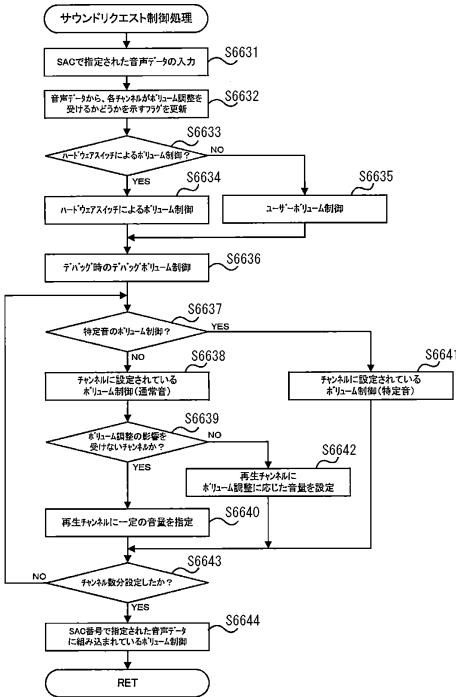 サウンドリクエスト制御処理
S6631
SACで指定された音声データの入力
S6632
音声データから、各チャンネルがボリューム調整を
受けるかどうかを示すフラグを更新
S6633
ハードウェアスイッチによるボリューム制御？
NO
YES
S6634
ハードウェアスイッチによるボリューム制御
S6635
ユーザーボリューム制御
S6636
デバッグ時のデバッグボリューム制御
S6637
特定音のボリューム制御？
YES
NO
S6638
チャンネルに設定されている
ボリューム制御(通常音)
S6641
チャンネルに設定されている
ボリューム制御(特定音)
S6639
ボリューム調整の影響を
受けないチャンネルか？
NO
YES
S6642
再生チャンネルに
ボリューム調整に応じた音量を設定
S6640
再生チャンネルに一定の音量を指定
S6643
チャンネル数分設定したか？
NO
YES
S6644
SAC番号で指定された音声データ
に組み込まれているボリューム制御
RET